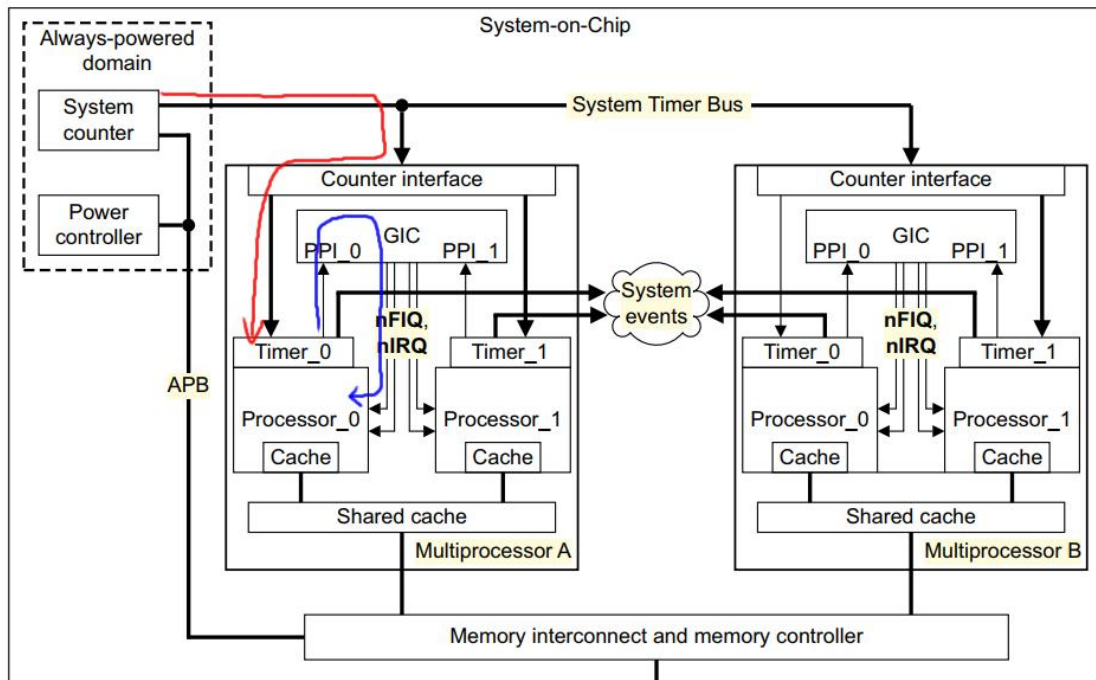 System-on-Chip
Always-powered
domain
System
counter
System Timer Bus
Power
controller
Counter interface
GIC
PPI_0
PPI_1
nFIQ,
nIRQ
Timer_0
Timer_1
Processor_0
Processor_1
Cache
Cache
Shared cache
Multiprocessor A
System
events
Counter interface
GIC
PPI_0
PPI_1
nFIQ,
nIRQ
Timer_0
Timer_1
Processor_0
Processor_1
Cache
Cache
Shared cache
Multiprocessor B
APB
Memory interconnect and memory controller